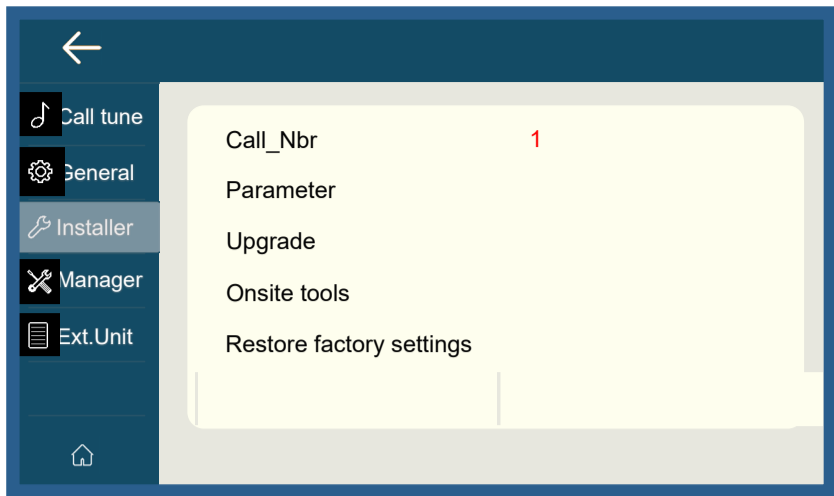 Call tune
General
Installer
Manager
Ext.Unit
Call_Nbr 1
Parameter
Upgrade
Onsite tools
Restore factory settings